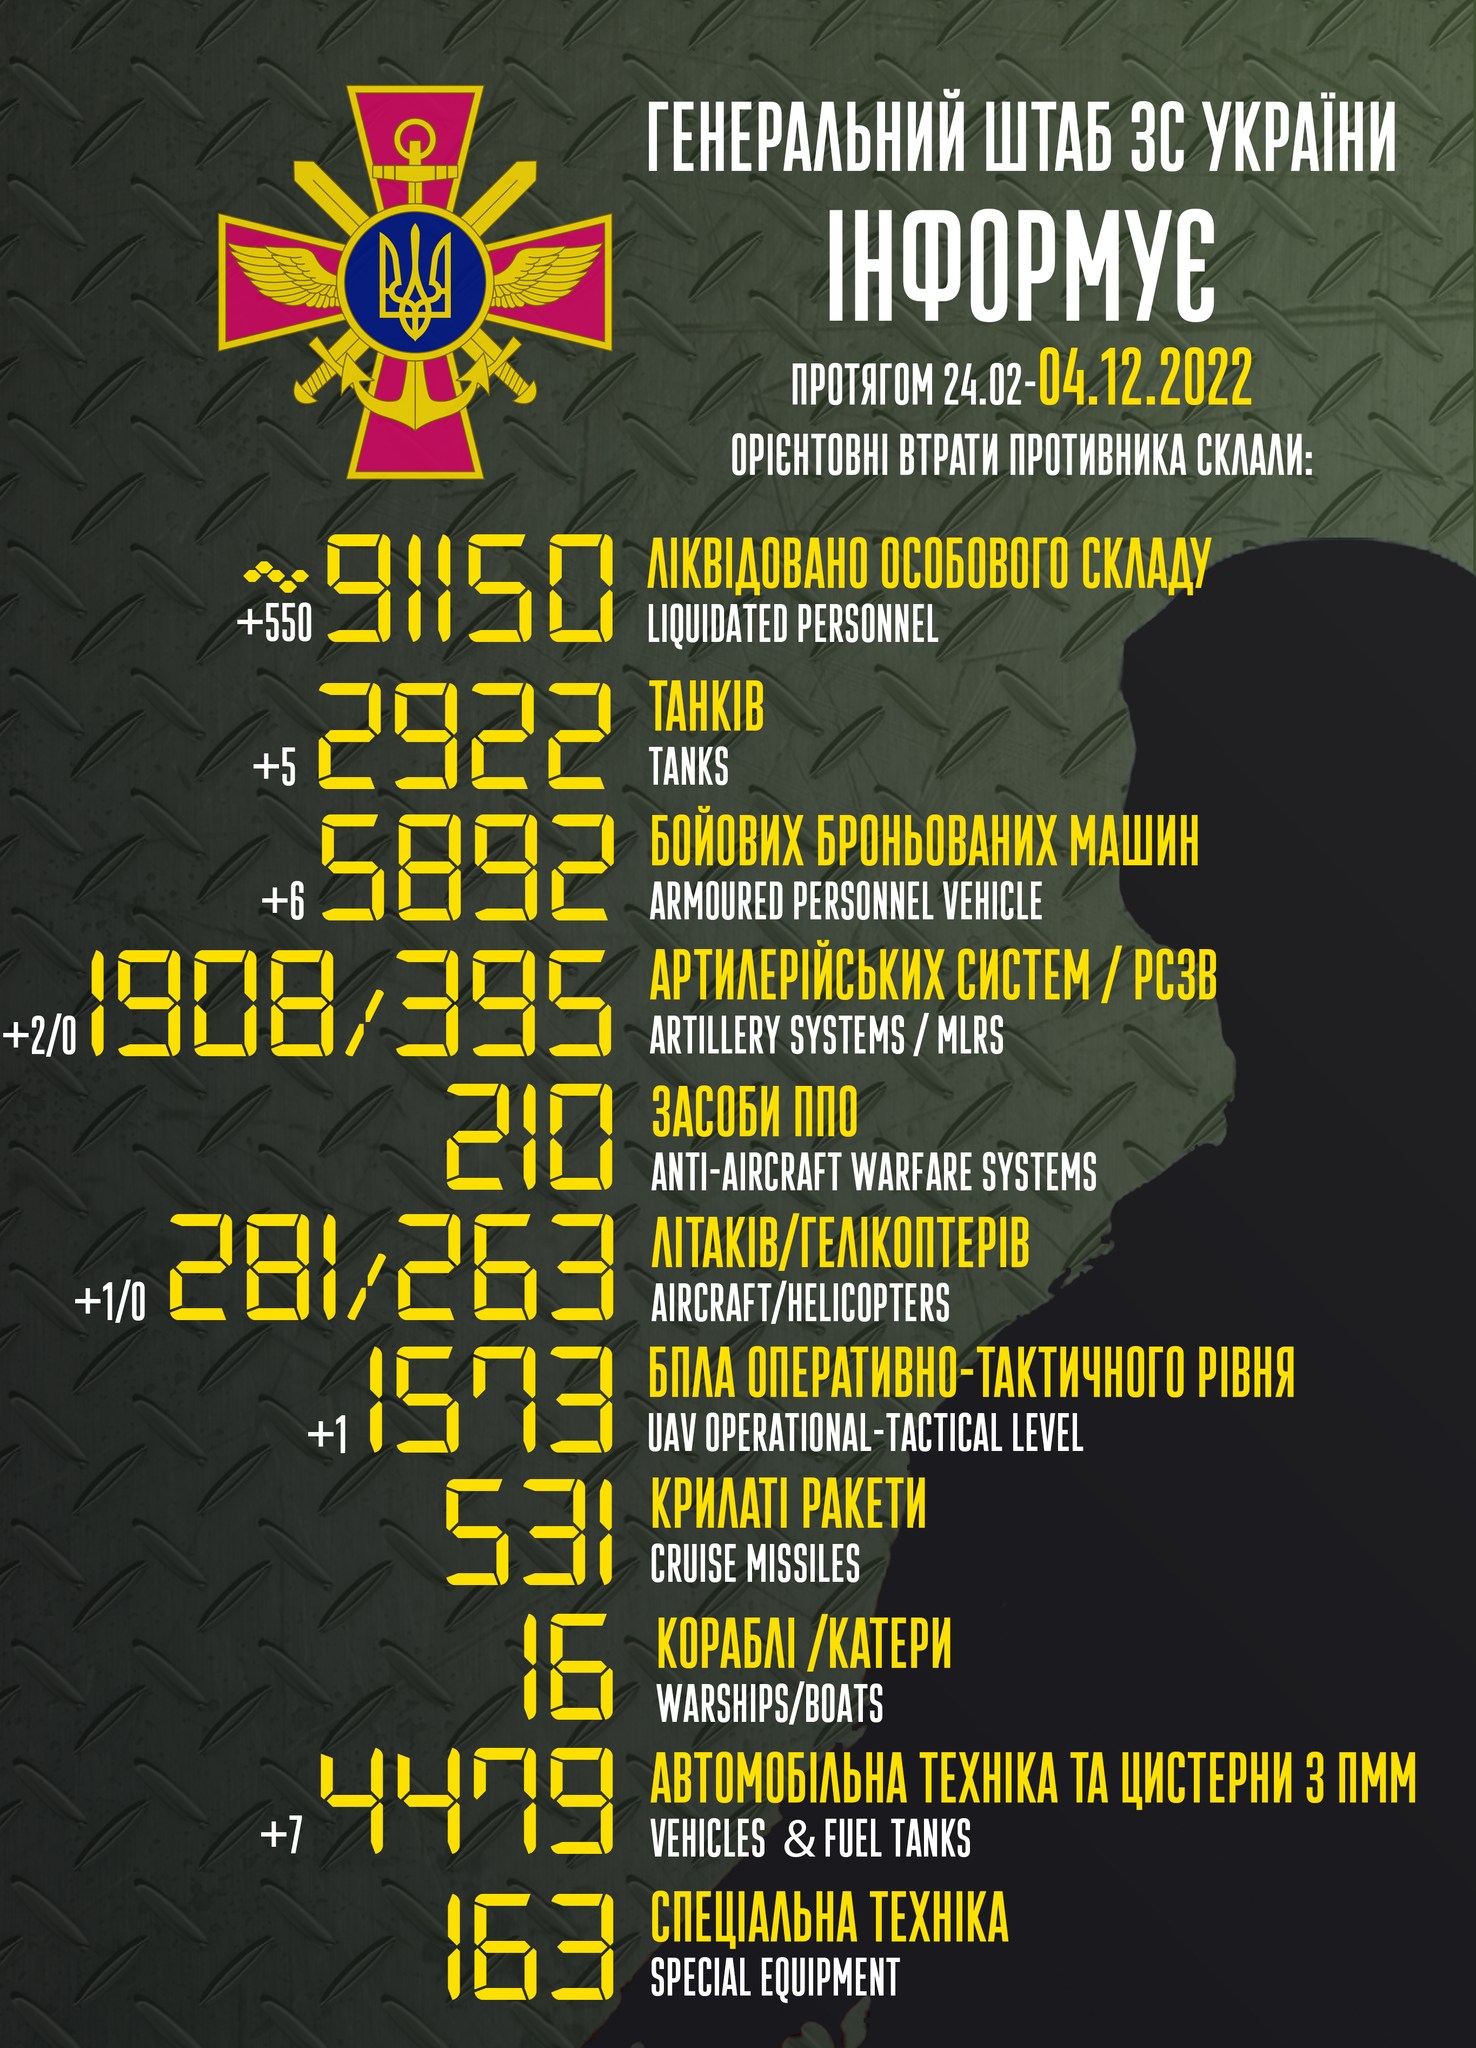 ГЕНЕРАЛЬНИЙ ШТАБ ЗС УКРАЇНИ
ІНФОРМУЄ
ПРОТЯГОМ 24.02-04.12.2022
ОРІЄНТОВНІ ВТРАТИ ПРОТИВНИКА СКЛАЛИ:
~91150 ЛІКВІДОВАНО ОСОБОВОГО СКЛАДУ
+550 LIQUIDATED PERSONNEL
2922 ТАНКІВ
+5 TANKS
5892 БОЙОВИХ БРОНЬОВАНИХ МАШИН
+6 ARMOURED PERSONNEL VEHICLE
1908/395 АРТИЛЕРІЙСЬКИХ СИСТЕМ / РСЗВ
+2/0 ARTILLERY SYSTEMS / MLRS
210 ЗАСОБИ ППО
ANTI-AIRCRAFT WARFARE SYSTEMS
281/263 ЛІТАКІВ/ГЕЛІКОПТЕРІВ
+1/0 AIRCRAFT/HELICOPTERS
1573 БПЛА ОПЕРАТИВНО-ТАКТИЧНОГО РІВНЯ
+1 UAV OPERATIONAL-TACTICAL LEVEL
531 КРИЛАТІ РАКЕТИ
CRUISE MISSILES
16 КОРАБЛІ /КАТЕРИ
WARSHIPS/BOATS
4479 АВТОМОБІЛЬНА ТЕХНІКА ТА ЦИСТЕРНИ З ПММ
+7 VEHICLES & FUEL TANKS
163 СПЕЦІАЛЬНА ТЕХНІКА
SPECIAL EQUIPMENT